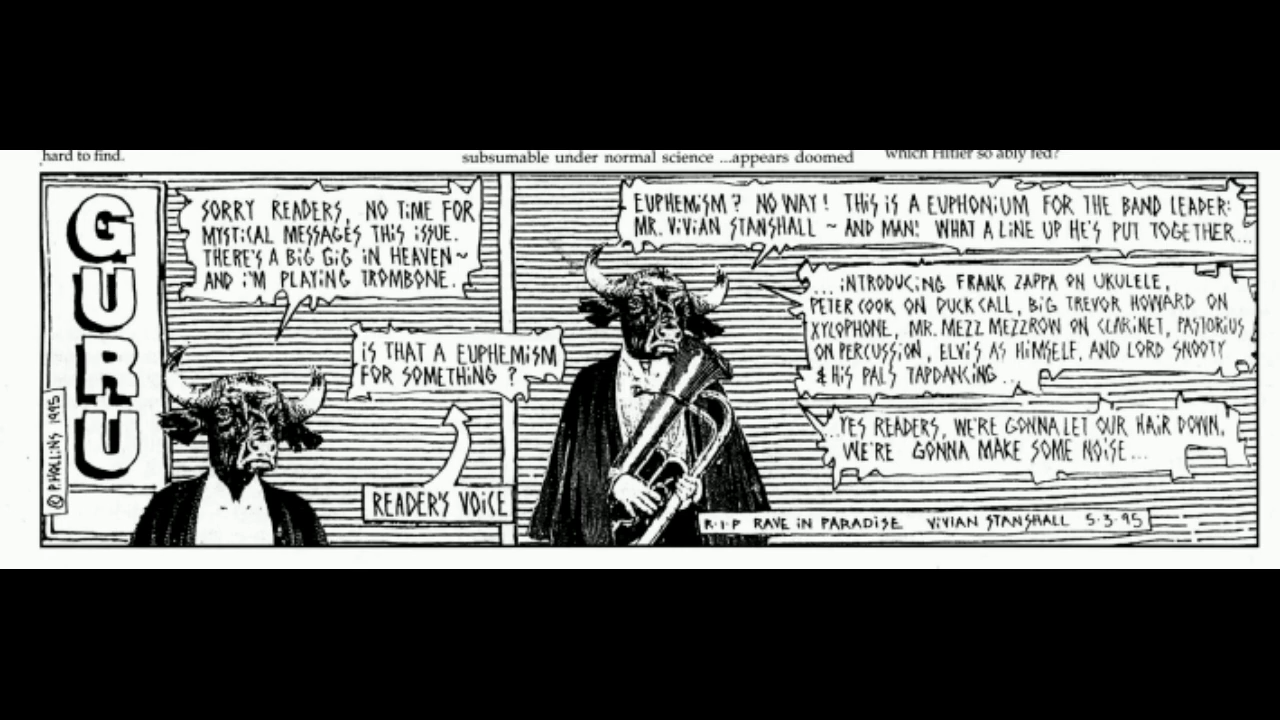 hard to find.
subsumable under normal science ...appears doomed
which Hitler so ably fed?
GURU
© P. HOLLINS 1995
SORRY READERS, NO TIME FOR
MYSTICAL MESSAGES THIS ISSUE.
THERE'S A BIG GIG IN HEAVEN~
AND I'M PLAYING TROMBONE.
IS THAT A EUPHEMISM
FOR SOMETHING?
READER'S VOICE
EUPHEMISM? NO WAY! THIS IS A EUPHONIUM FOR THE BAND LEADER:
MR. VIVIAN STANSHALL ~ AND MAN! WHAT A LINE UP HE'S PUT TOGETHER...
... INTRODUCING FRANK ZAPPA ON UKULELE,
PETER COOK ON DUCK CALL, BIG TREVOR HOWARD ON
XYLOPHONE, MR. MEZZ MEZZROW ON CLARINET, PASTORIUS
ON PERCUSSION, ELVIS AS HIMSELF, AND LORD SNOOTY
& HIS PALS TAPDANCING...
...YES READERS, WE'RE GONNA LET OUR HAIR DOWN,
WE'RE GONNA MAKE SOME NOISE...
R.I.P RAVE IN PARADISE VIVIAN STANSHALL 5.3.95